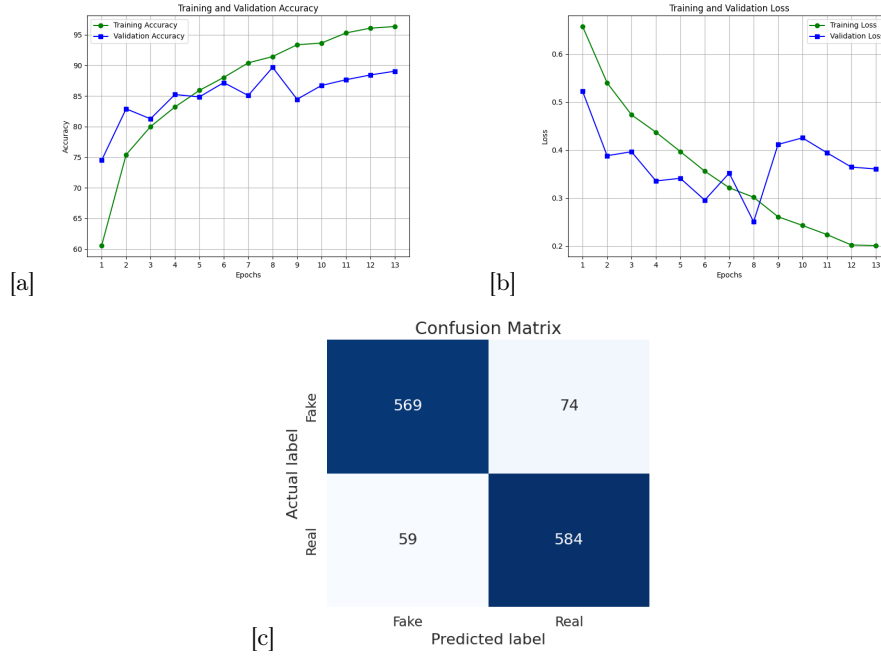 Training and Validation Accuracy
Training Accuracy
Validation Accuracy
95
90
85
80
75
70
65
60
Accuracy
1 2 3 4 5 6 7 8 9 10 11 12 13
Epochs
[a]
Training and Validation Loss
Training Loss
Validation Loss
0.6
0.5
0.4
0.3
0.2
Loss
1 2 3 4 5 6 7 8 9 10 11 12 13
Epochs
[b]
Confusion Matrix
Actual label
Fake
569 74
Real
59 584
Fake Real
Predicted label
[c]